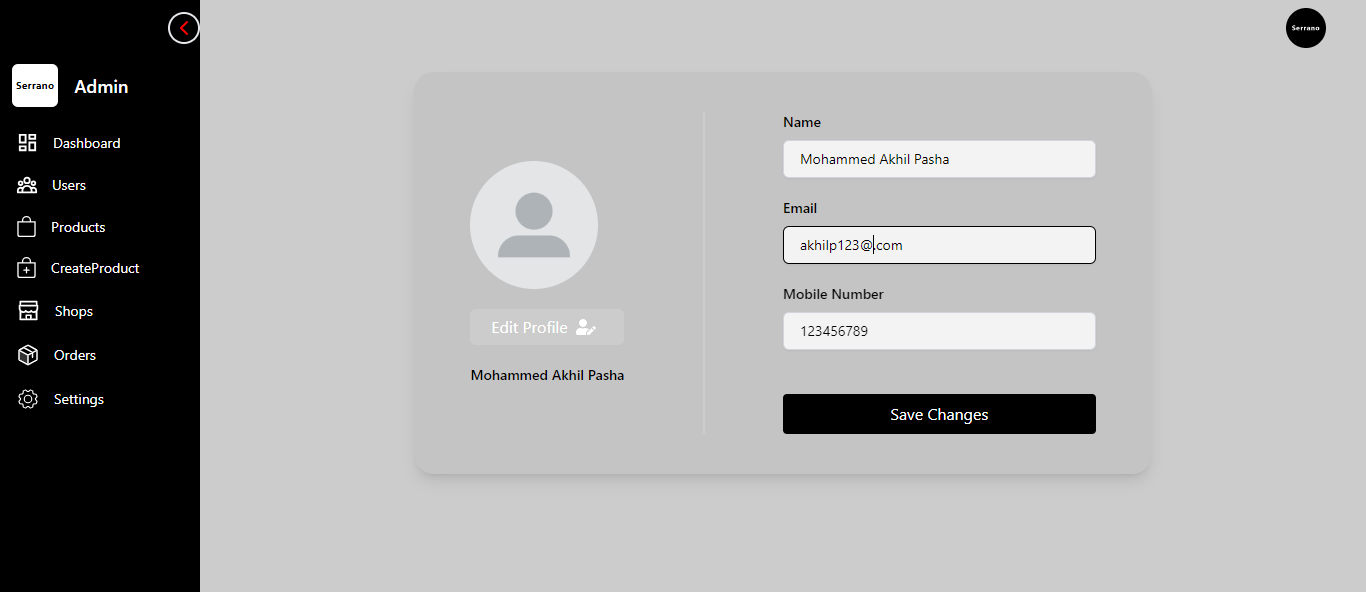 Serrano
Serrano
Admin
Dashboard
Users
Products
CreateProduct
Shops
Orders
Settings
Edit Profile
Mohammed Akhil Pasha
Name
Mohammed Akhil Pasha
Email
akhilp123@.com
Mobile Number
123456789
Save Changes